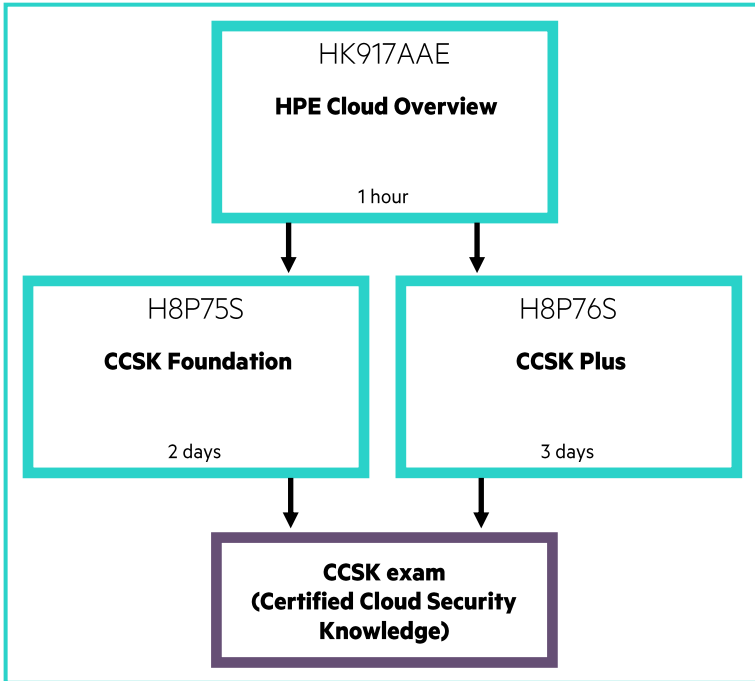 HK917AAE
HPE Cloud Overview
1 hour
H8P75S
CCSK Foundation
2 days
H8P76S
CCSK Plus
3 days
CCSK exam
(Certified Cloud Security
Knowledge)